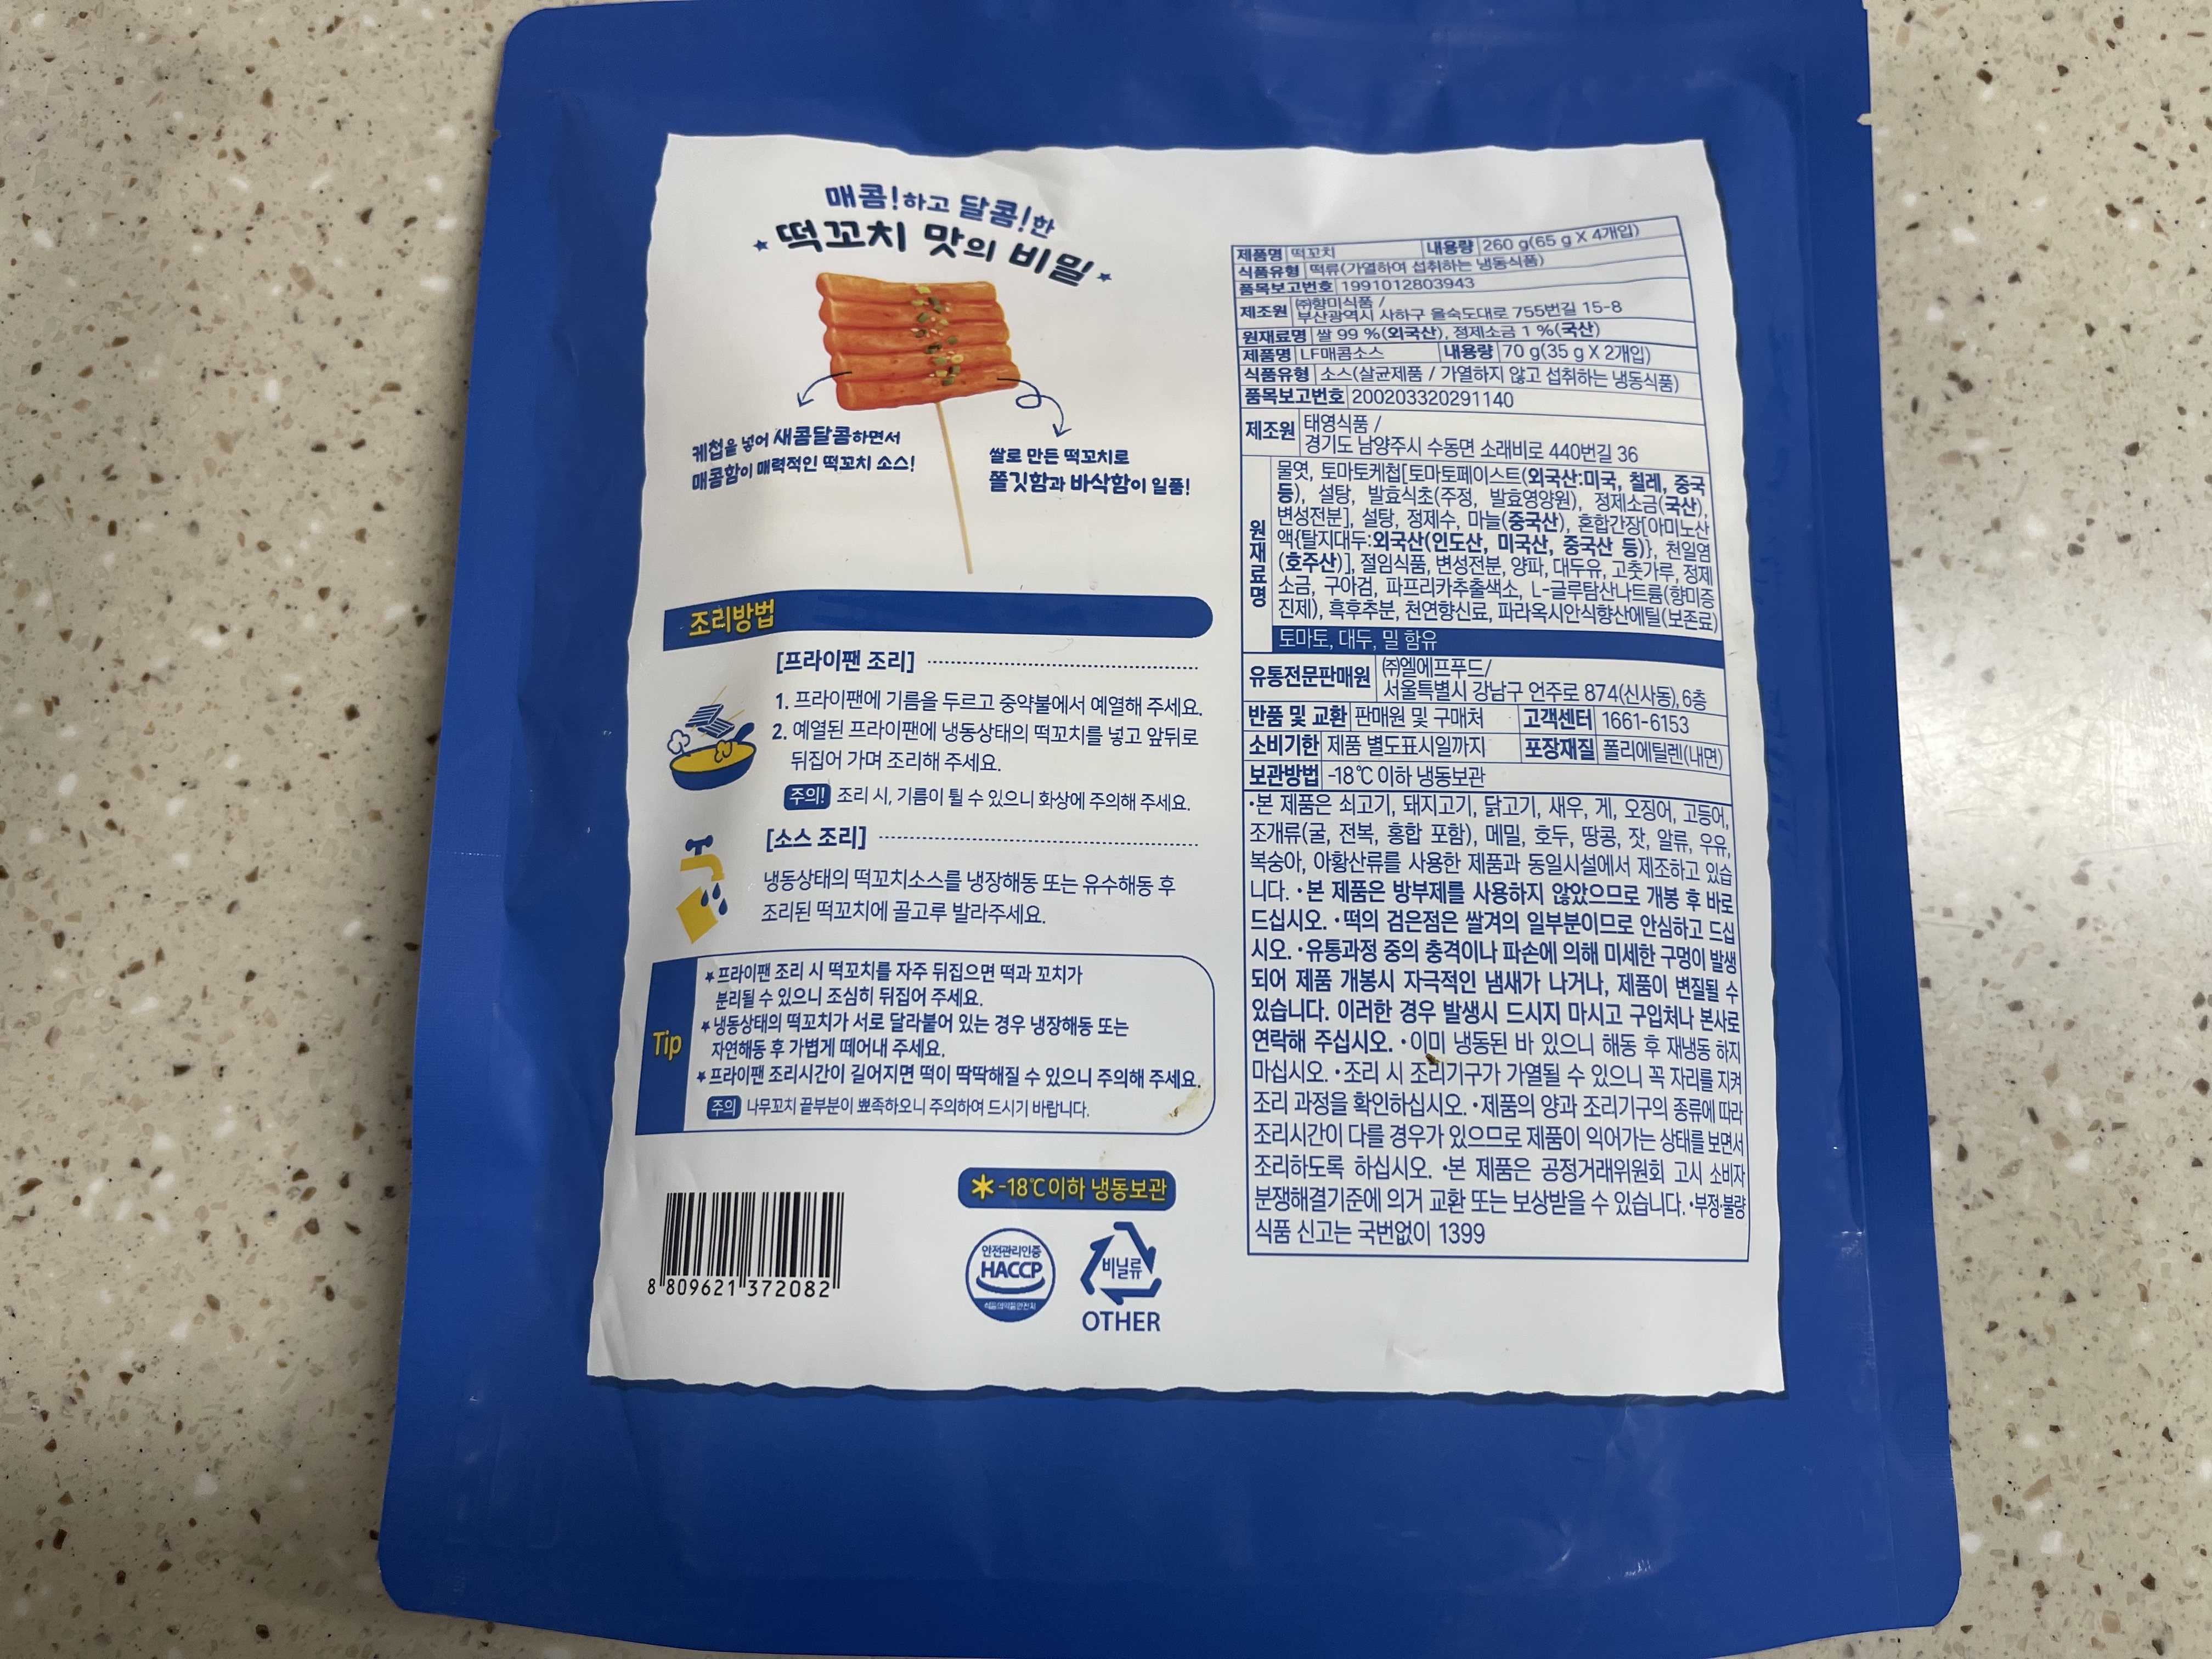 매콤!하고 달콤!한
떡꼬치 맛의 비밀
케첩을 넣어 새콤달콤하면서
매콤함이 매력적인 떡꼬치 소스!
쌀로 만든 떡꼬치로
쫄깃함과 바삭함이 일품!
조리방법
[프라이팬 조리]
1. 프라이팬에 기름을 두르고 중약불에서 예열해 주세요.
2. 예열된 프라이팬에 냉동상태의 떡꼬치를 넣고 앞뒤로
뒤집어 가며 조리해 주세요.
주의! 조리 시, 기름이 튈 수 있으니 화상에 주의해 주세요.
[소스 조리]
냉동상태의 떡꼬치소스를 냉장해동 또는 유수해동 후
조리된 떡꼬치에 골고루 발라주세요.
Tip
프라이팬 조리 시 떡꼬치를 자주 뒤집으면 떡과 꼬치가
분리될 수 있으니 조심히 뒤집어 주세요.
냉동상태의 떡꼬치가 서로 달라붙어 있는 경우 냉장해동 또는
자연해동 후 가볍게 떼어내 주세요.
프라이팬 조리시간이 길어지면 떡이 딱딱해질 수 있으니 주의해 주세요.
주의 나무꼬치 끝부분이 뾰족하오니 주의하여 드시기 바랍니다.
-18℃이하 냉동보관
8 809621 372082
안전관리인증
HACCP
비닐류
OTHER
제품명 떡꼬치 내용량 260 g(65 g X 4개입)
식품유형 떡류(가열하여 섭취하는 냉동식품)
품목보고번호 1991012803943
제조원 ㈜향미식품 /
부산광역시 사하구 을숙도대로 755번길 15-8
원재료명 쌀 99 %(외국산), 정제소금 1 %(국산)
제품명 LF매콤소스 내용량 70 g(35 g X 2개입)
식품유형 소스(살균제품 / 가열하지 않고 섭취하는 냉동식품)
품목보고번호 200203320291140
제조원 태영식품 /
경기도 남양주시 수동면 소래비로 440번길 36
원재료명
물엿, 토마토케첩[토마토페이스트(외국산:미국, 칠레, 중국
등), 설탕, 발효식초(주정, 발효영양원), 정제소금(국산),
변성전분], 설탕, 정제수, 마늘(중국산), 혼합간장[아미노산
액{탈지대두:외국산(인도산, 미국산, 중국산 등)}, 천일염
(호주산)], 절임식품, 변성전분, 양파, 대두유, 고춧가루, 정제
소금, 구아검, 파프리카추출색소, L-글루탐산나트륨(향미증
진제), 흑후추분, 천연향신료, 파라옥시안식향산에틸(보존료)
토마토, 대두, 밀 함유
유통전문판매원 ㈜엘에프푸드/
서울특별시 강남구 언주로 874(신사동), 6층
반품 및 교환 판매원 및 구매처 고객센터 1661-6153
소비기한 제품 별도표시일까지 포장재질 폴리에틸렌(내면)
보관방법 -18℃ 이하 냉동보관
•본 제품은 쇠고기, 돼지고기, 닭고기, 새우, 게, 오징어, 고등어,
조개류(굴, 전복, 홍합 포함), 메밀, 호두, 땅콩, 잣, 알류, 우유,
복숭아, 아황산류를 사용한 제품과 동일시설에서 제조하고 있습
니다. •본 제품은 방부제를 사용하지 않았으므로 개봉 후 바로
드십시오. •떡의 검은점은 쌀겨의 일부분이므로 안심하고 드십
시오. •유통과정 중의 충격이나 파손에 의해 미세한 구멍이 발생
되어 제품 개봉시 자극적인 냄새가 나거나, 제품이 변질될 수
있습니다. 이러한 경우 발생시 드시지 마시고 구입처나 본사로
연락해 주십시오. •이미 냉동된 바 있으니 해동 후 재냉동 하지
마십시오. •조리 시 조리기구가 가열될 수 있으니 꼭 자리를 지켜
조리 과정을 확인하십시오. •제품의 양과 조리기구의 종류에 따라
조리시간이 다를 경우가 있으므로 제품이 익어가는 상태를 보면서
조리하도록 하십시오. •본 제품은 공정거래위원회 고시 소비자
분쟁해결기준에 의거 교환 또는 보상받을 수 있습니다. •부정·불량
식품 신고는 국번없이 1399